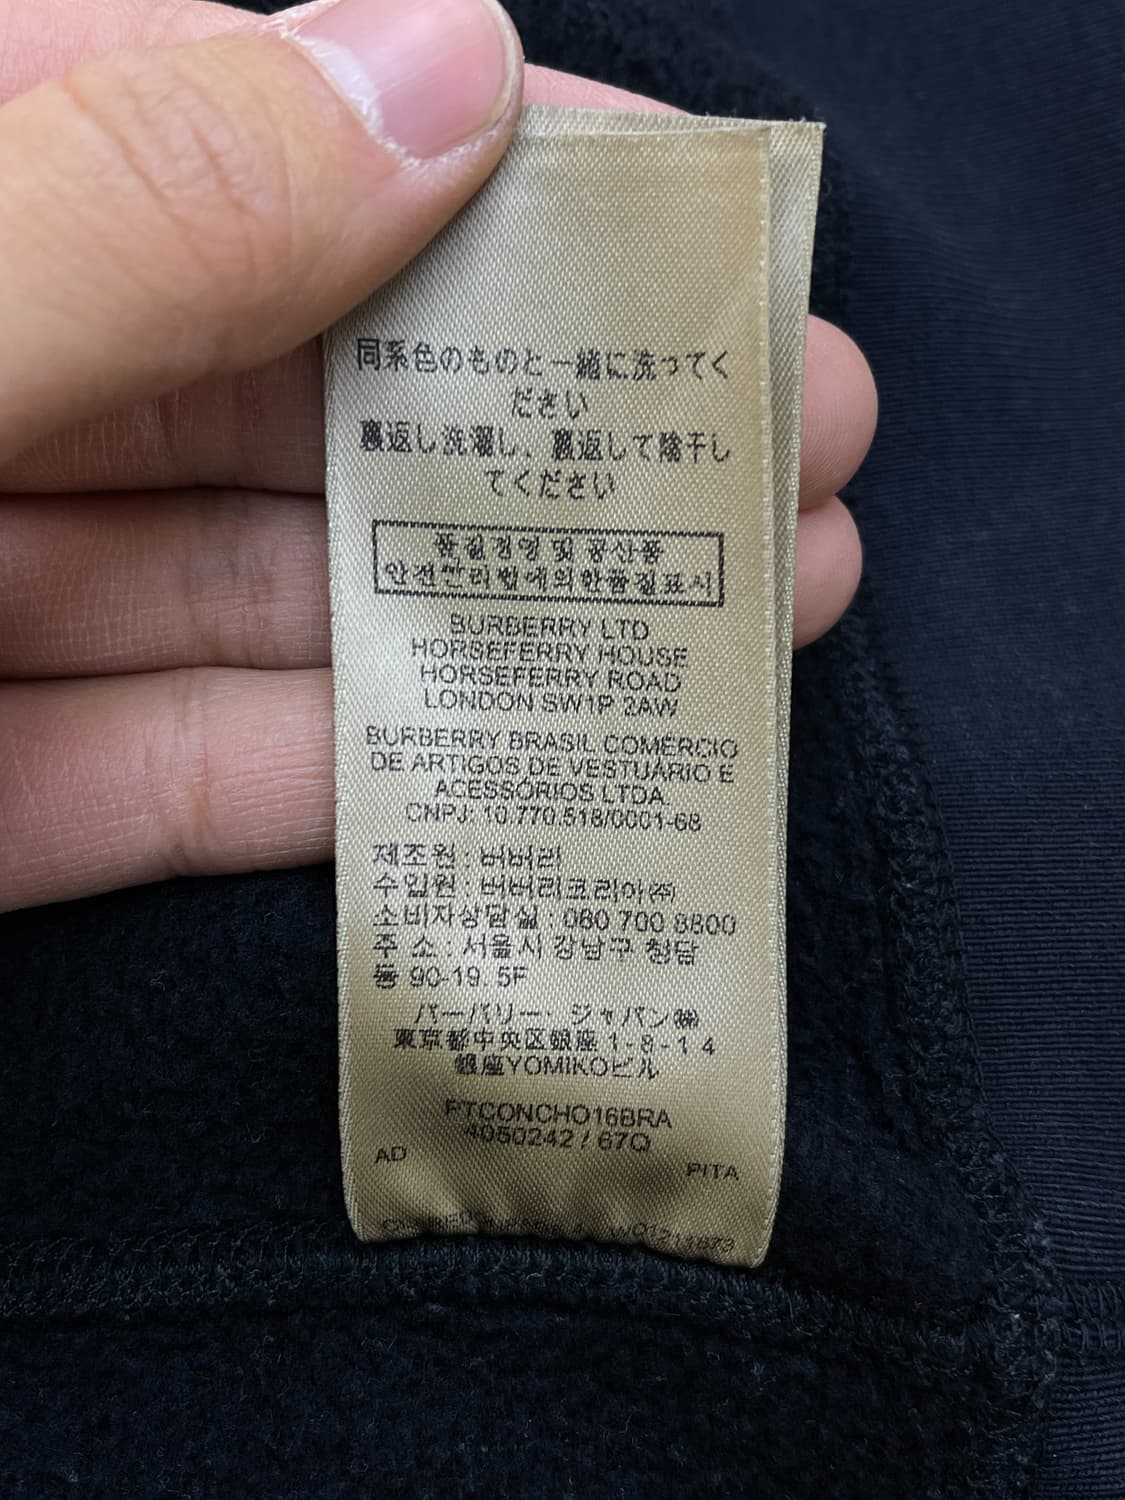 同系色のものと一緒に洗ってく
ださい
裏返し洗濯し、裏返して陰干し
てください
품질경영 및 공산품
안전관리법에의한품질표시
BURBERRY LTD
HORSEFERRY HOUSE
HORSEFERRY ROAD
LONDON SW1P 2AW
BURBERRY BRASIL COMÉRCIO
DE ARTIGOS DE VESTUÁRIO E
ACESSÓRIOS LTDA.
CNPJ: 10.770.518/0001-68
제조원 : 버버리
수입원 : 버버리코리아(주)
소비자상담실 : 080 700 8800
주 소 : 서울시 강남구 청담
동 90-19. 5F
バーバリー・ジャパン㈱
東京都中央区銀座1-8-14
銀座YOMIKOビル
PTCONCHO16BRA
4050242 / 67Q
AD PITA